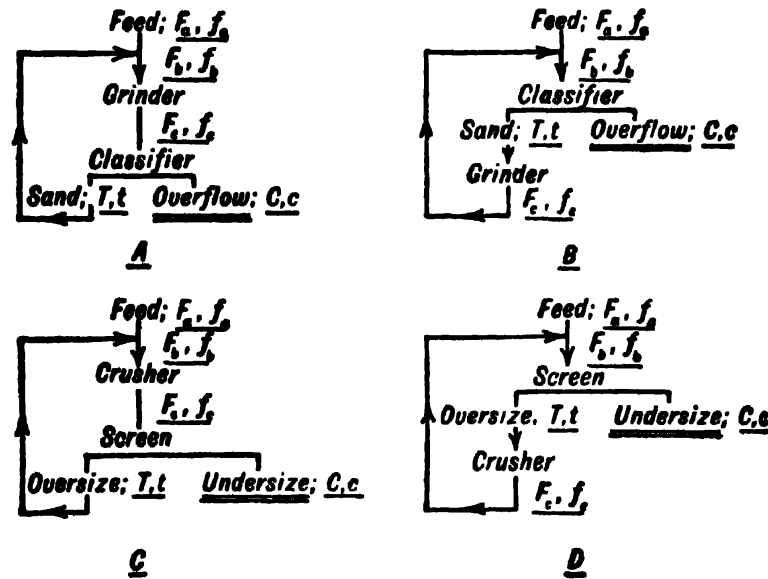 Feed; Fa, fa
Fb, fb
Grinder
Fc, fc
Classifier
Sand; T,t Overflow; C,c
A
Feed; Fa, fa
Fb, fb
Classifier
Sand; T,t Overflow; C,c
Grinder
Fc, fc
B
Feed; Fa, fa
Fb, fb
Crusher
Fc, fc
Screen
Oversize; T,t Undersize; C,c
C
Feed; Fa, fa
Fb, fb
Screen
Oversize, T,t Undersize; C,c
Crusher
Fc, fc
D